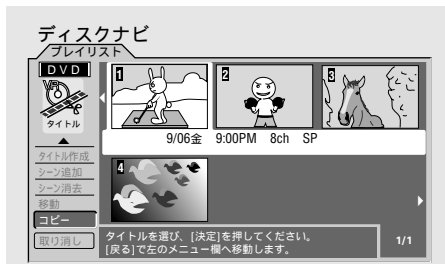 ディスクナビ
プレイリスト
DVD
VR
タイトル
1
2
3
9/06金 9:00PM 8ch SP
4
タイトル作成
シーン追加
シーン消去
移動
コピー
取り消し
タイトルを選び、[決定]を押してください。
[戻る]で左のメニュー欄へ移動します。
1/1